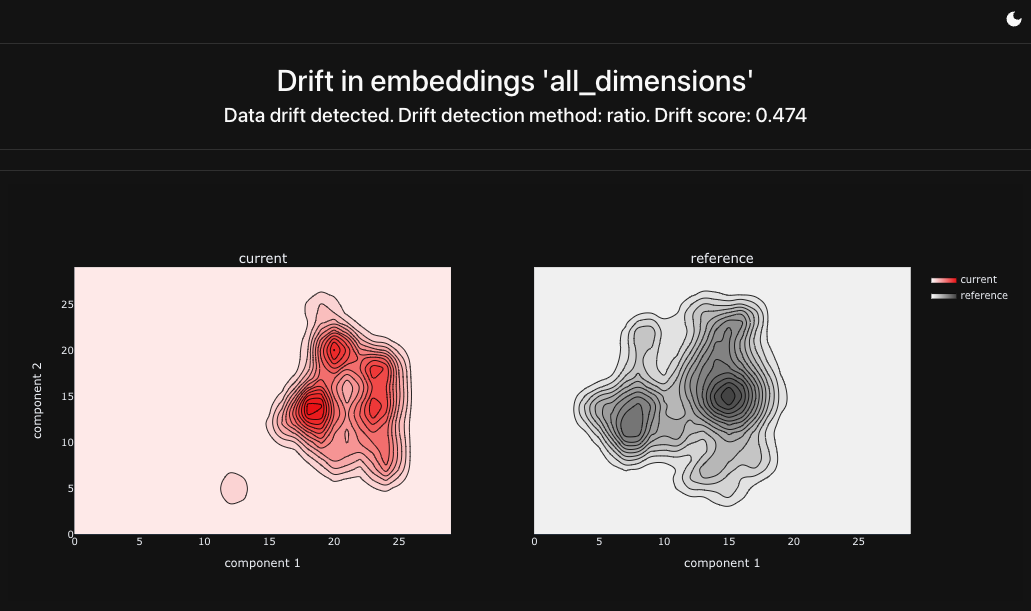 Drift in embeddings 'all_dimensions'
Data drift detected. Drift detection method: ratio. Drift score: 0.474
current
reference
current
reference
component 2
25
20
15
10
5
0
0 5 10 15 20 25
component 1
0 5 10 15 20 25
component 1